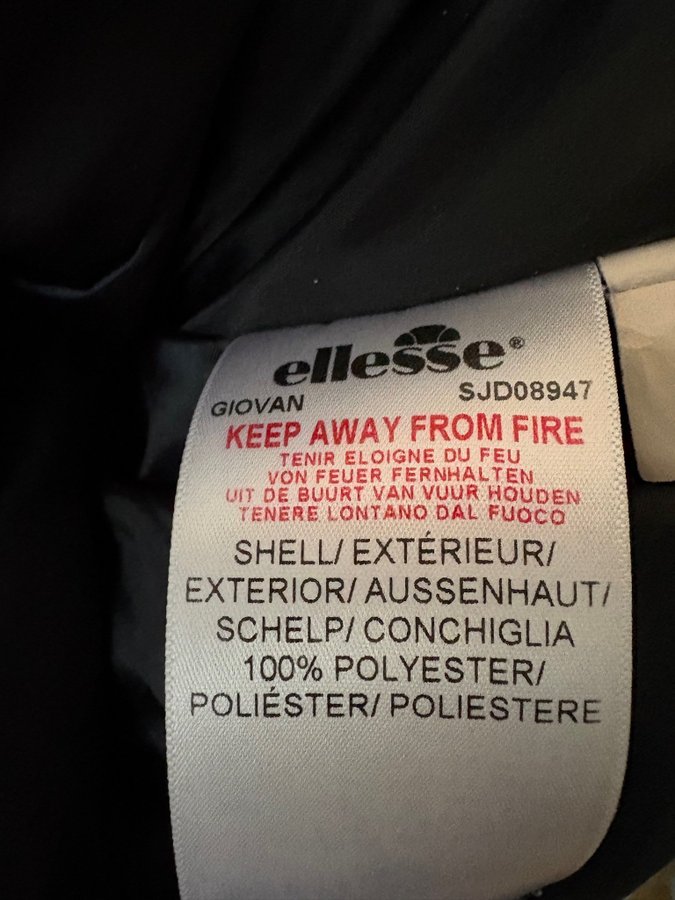 ellesse®
GIOVAN SJD08947
KEEP AWAY FROM FIRE
TENIR ELOIGNE DU FEU
VON FEUER FERNHALTEN
UIT DE BUURT VAN VUUR HOUDEN
TENERE LONTANO DAL FUOCO
SHELL/ EXTÉRIEUR/
EXTERIOR/ AUSSENHAUT/
SCHELP/ CONCHIGLIA
100% POLYESTER/
POLIÉSTER/ POLIESTERE